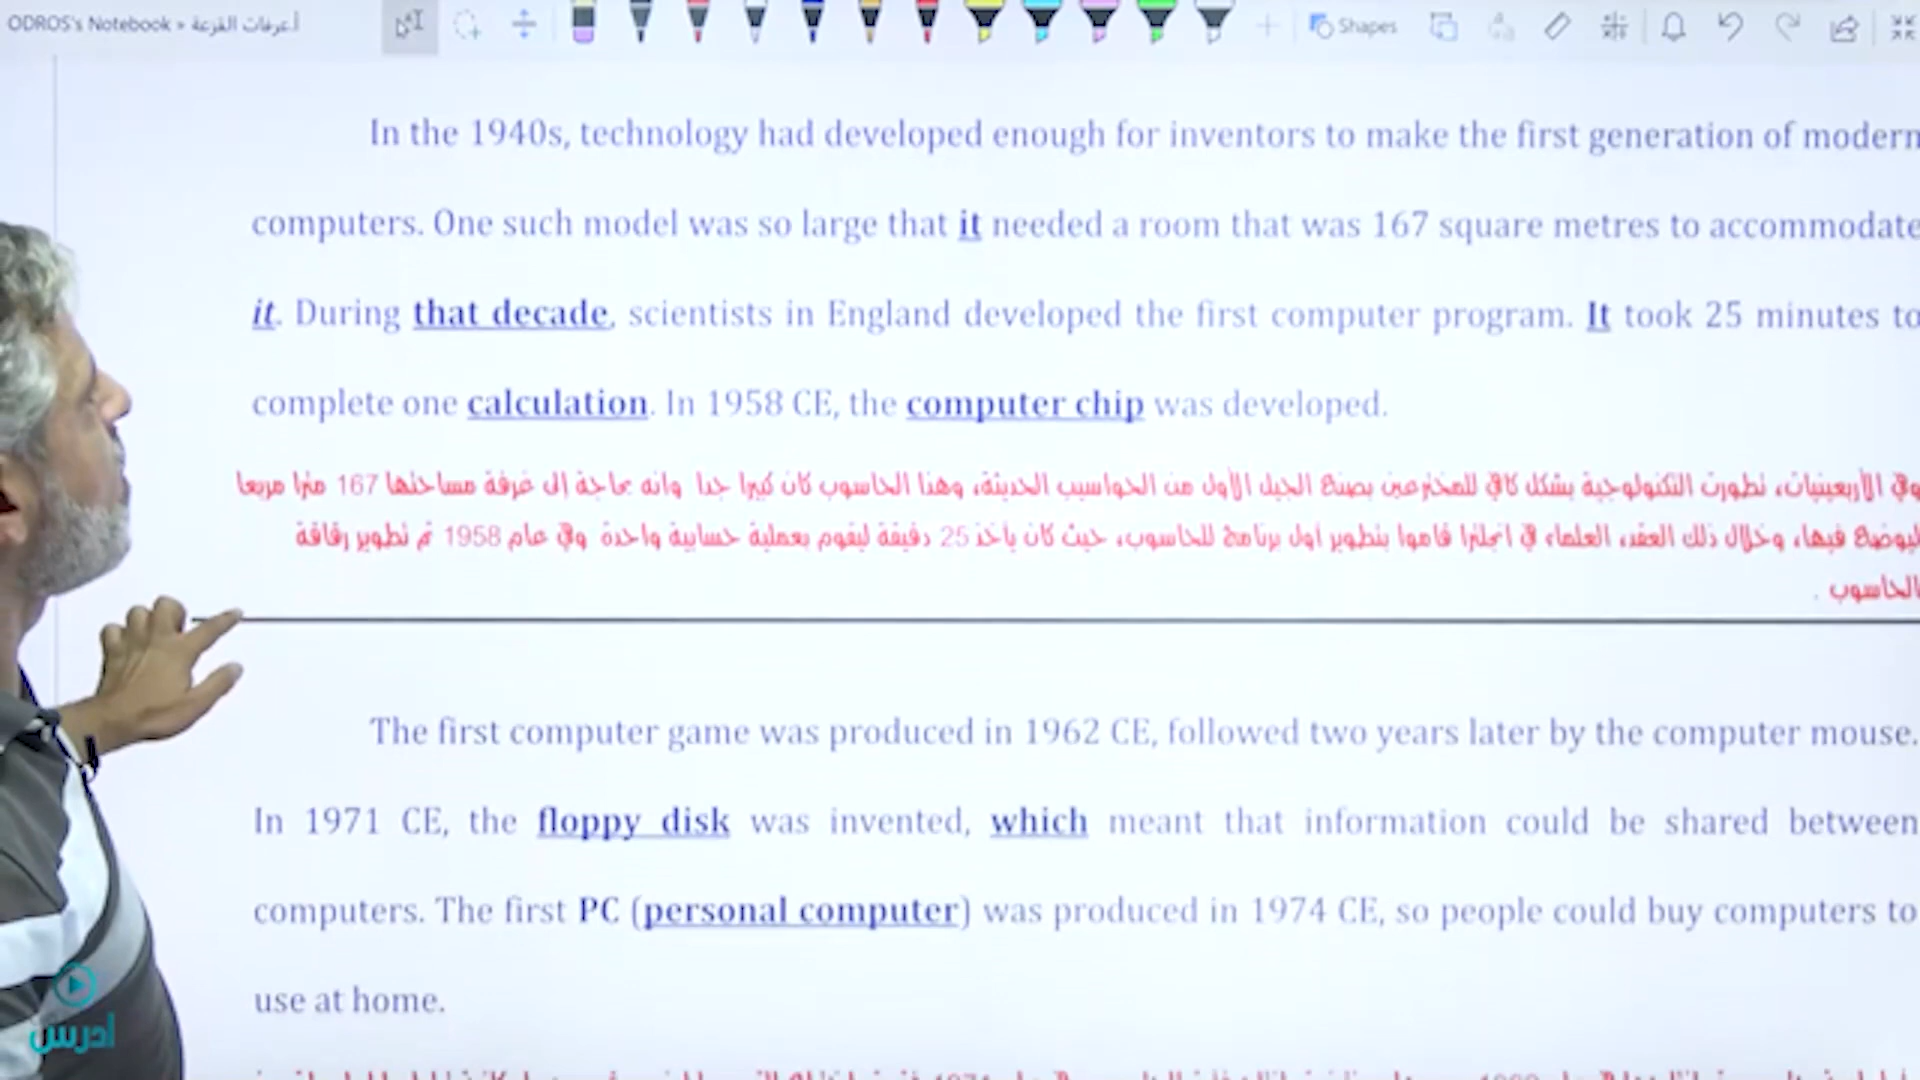 ODROS's Notebook »
Shapes
In the 1940s, technology had developed enough for inventors to make the first generation of modern
computers. One such model was so large that it needed a room that was 167 square metres to accommodate
it. During that decade, scientists in England developed the first computer program. It took 25 minutes to
complete one calculation. In 1958 CE, the computer chip was developed.
وفي الأربعينيات، تطورت التكنولوجية بشكل كافٍ للمخترعين بصنع الجيل الأول من الحواسيب الحديثة، وهذا الحاسوب كان كبيرا جدا وانه بحاجة إلى غرفة مساحتها 167 مترا مربعا
ليوضع فيها، وخلال ذلك العقد، العلماء في انجلترا قاموا بتطوير أول برنامج للحاسوب، حيث كان يأخذ 25 دقيقة ليقوم بعملية حسابية واحدة وفي عام 1958 تم تطوير رقاقة
الحاسوب .
The first computer game was produced in 1962 CE, followed two years later by the computer mouse.
In 1971 CE, the floppy disk was invented, which meant that information could be shared between
computers. The first PC (personal computer) was produced in 1974 CE, so people could buy computers to
use at home.
ادرس